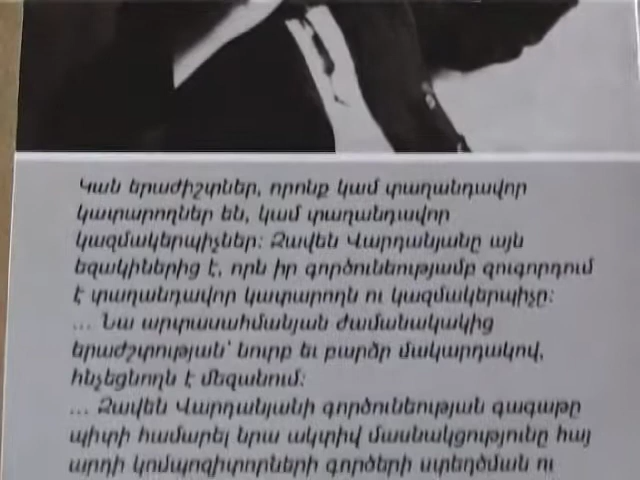 Կան երաժիշտներ, որոնք կամ տաղանդավոր
կատարողներ են, կամ տաղանդավոր
կազմակերպիչներ: Զավեն Վարդանյանը այն
եզակիներից է, որն իր գործունեությամբ զուգորդում
է տաղանդավոր կատարողն ու կազմակերպիչը:
... Նա արտասահմանյան ժամանակակից
երաժշտության՝ նուրբ եւ բարձր մակարդակով,
հնչեցնողն է մեզանում:
... Զավեն Վարդանյանի գործունեության գագաթը
պիտի համարել նրա ակտիվ մասնակցությունը հայ
արդի կոմպոզիտորների գործերի ստեղծման ու